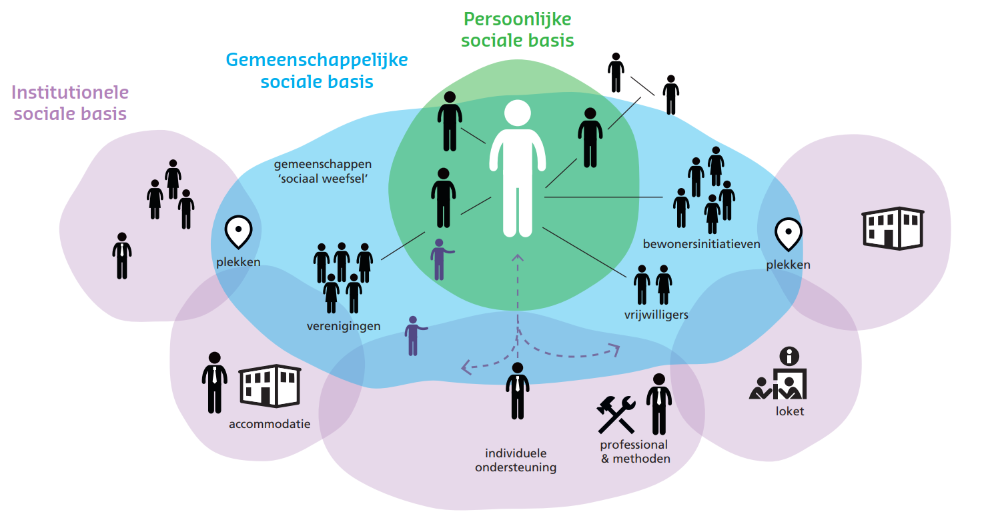 Persoonlijke
sociale basis
Gemeenschappelijke
sociale basis
Institutionele
sociale basis
gemeenschappen
‘sociaal weefsel’
plekken
bewonersinitiatieven
plekken
verenigingen
vrijwilligers
accommodatie
loket
individuele
ondersteuning
professional
& methoden